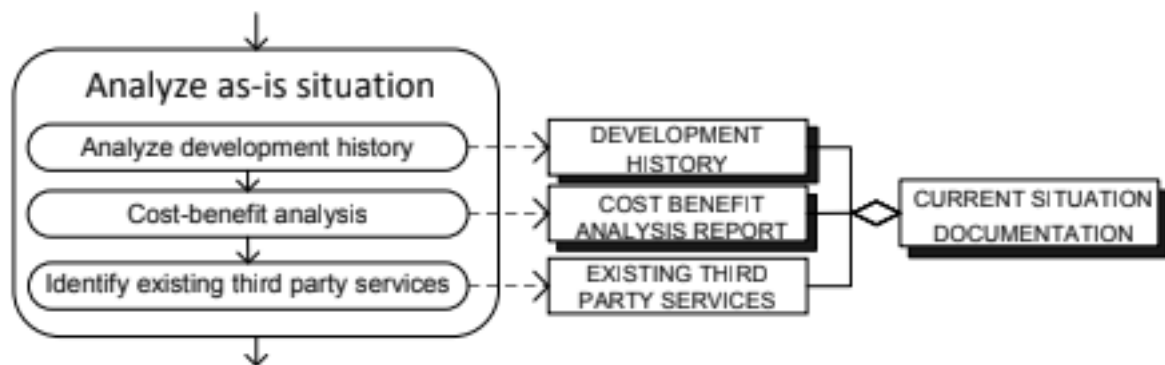 Analyze as-is situation
Analyze development history
Cost-benefit analysis
Identify existing third party services
DEVELOPMENT
HISTORY
COST BENEFIT
ANALYSIS REPORT
EXISTING THIRD
PARTY SERVICES
CURRENT SITUATION
DOCUMENTATION